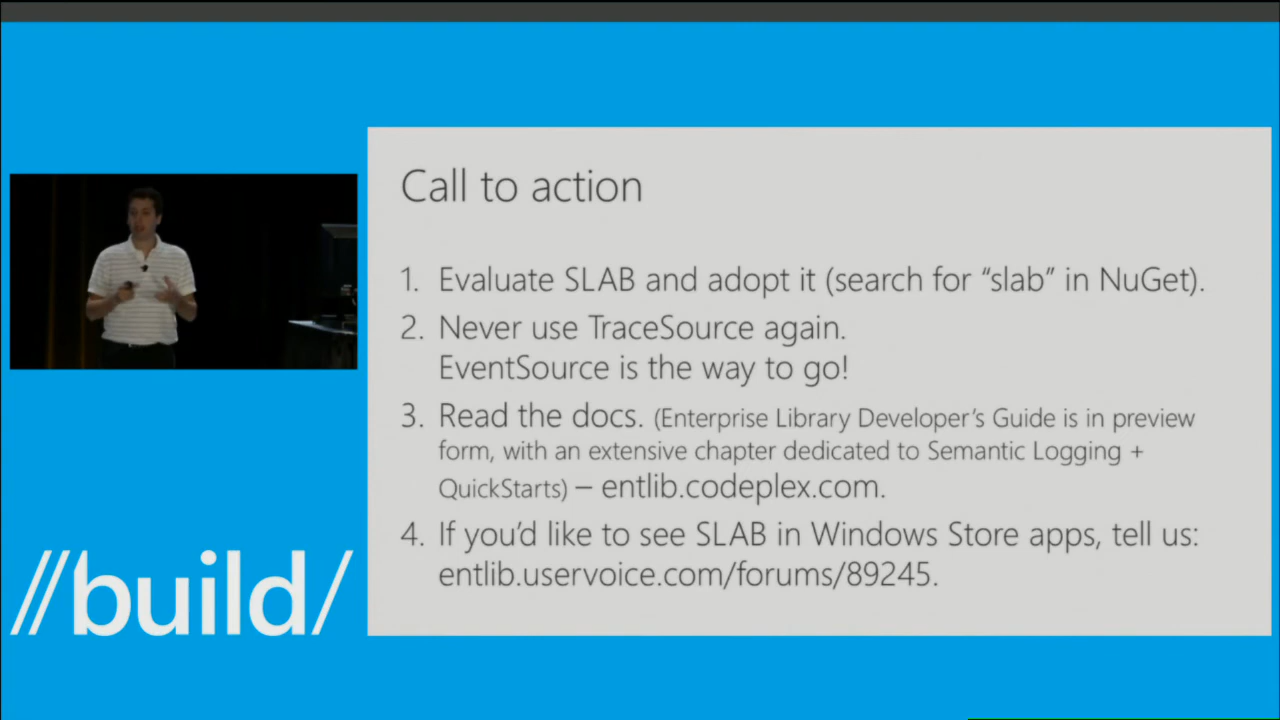 Call to action
1. Evaluate SLAB and adopt it (search for “slab” in NuGet).
2. Never use TraceSource again.
EventSource is the way to go!
3. Read the docs. (Enterprise Library Developer’s Guide is in preview
form, with an extensive chapter dedicated to Semantic Logging +
QuickStarts) – entlib.codeplex.com.
4. If you’d like to see SLAB in Windows Store apps, tell us:
entlib.uservoice.com/forums/89245.
//build/